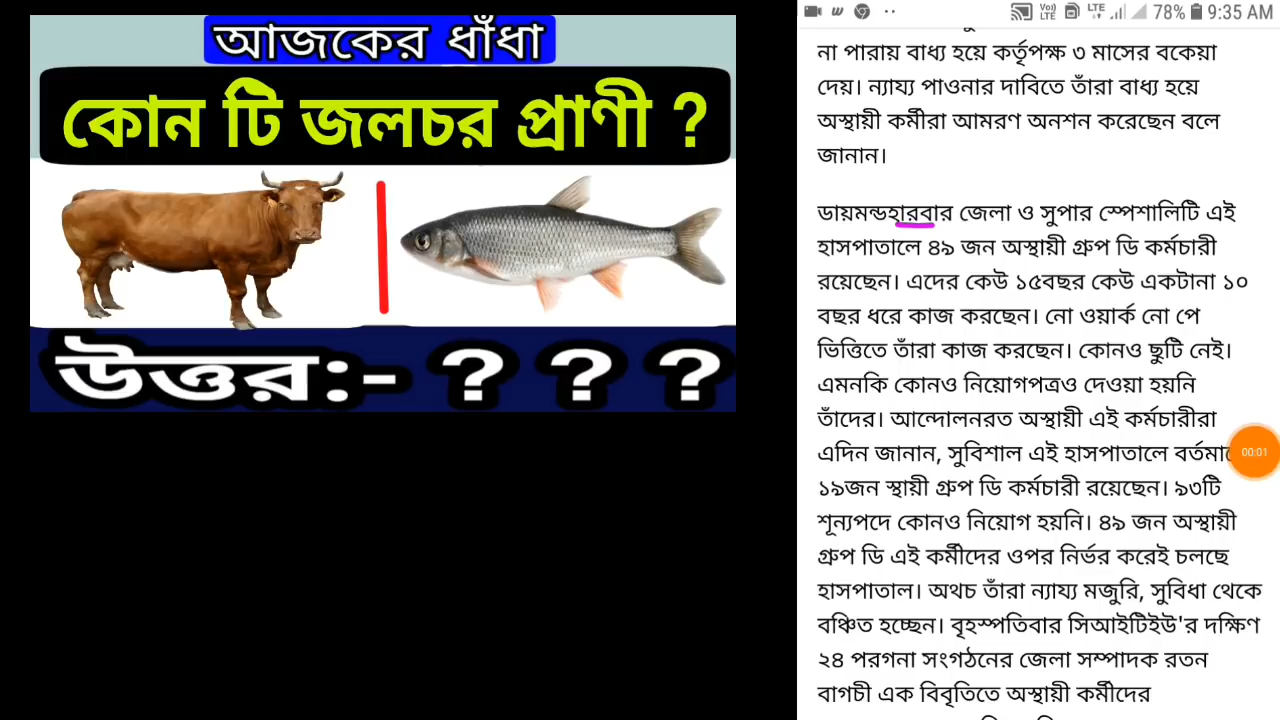 আজকের ধাঁধা
কোন টি জলচর প্রাণী ?
উত্তর:- ? ? ?
LTE 78% 9:35 AM
না পারায় বাধ্য হয়ে কর্তৃপক্ষ ৩ মাসের বকেয়া
দেয়। ন্যায্য পাওনার দাবিতে তাঁরা বাধ্য হয়ে
অস্থায়ী কর্মীরা আমরণ অনশন করেছেন বলে
জানান।
ডায়মন্ডহারবার জেলা ও সুপার স্পেশালিটি এই
হাসপাতালে ৪৯ জন অস্থায়ী গ্রুপ ডি কর্মচারী
রয়েছেন। এদের কেউ ১৫বছর কেউ একটানা ১০
বছর ধরে কাজ করছেন। নো ওয়ার্ক নো পে
ভিত্তিতে তাঁরা কাজ করছেন। কোনও ছুটি নেই।
এমনকি কোনও নিয়োগপত্রও দেওয়া হয়নি
তাঁদের। আন্দোলনরত অস্থায়ী এই কর্মচারীরা
এদিন জানান, সুবিশাল এই হাসপাতালে
00:01
১৯জন স্থায়ী গ্রুপ ডি কর্মচারী রয়েছেন। ৯৩টি
শূন্যপদে কোনও নিয়োগ হয়নি। ৪৯ জন অস্থায়ী
গ্রুপ ডি এই কর্মীদের ওপর নির্ভর করেই চলছে
হাসপাতাল। অথচ তাঁরা ন্যায্য মজুরি, সুবিধা থেকে
বঞ্চিত হচ্ছেন। বৃহস্পতিবার সিআইটিইউ'র দক্ষিণ
২৪ পরগনা সংগঠনের জেলা সম্পাদক রতন
বাগচী এক বিবৃতিতে অস্থায়ী কর্মীদের